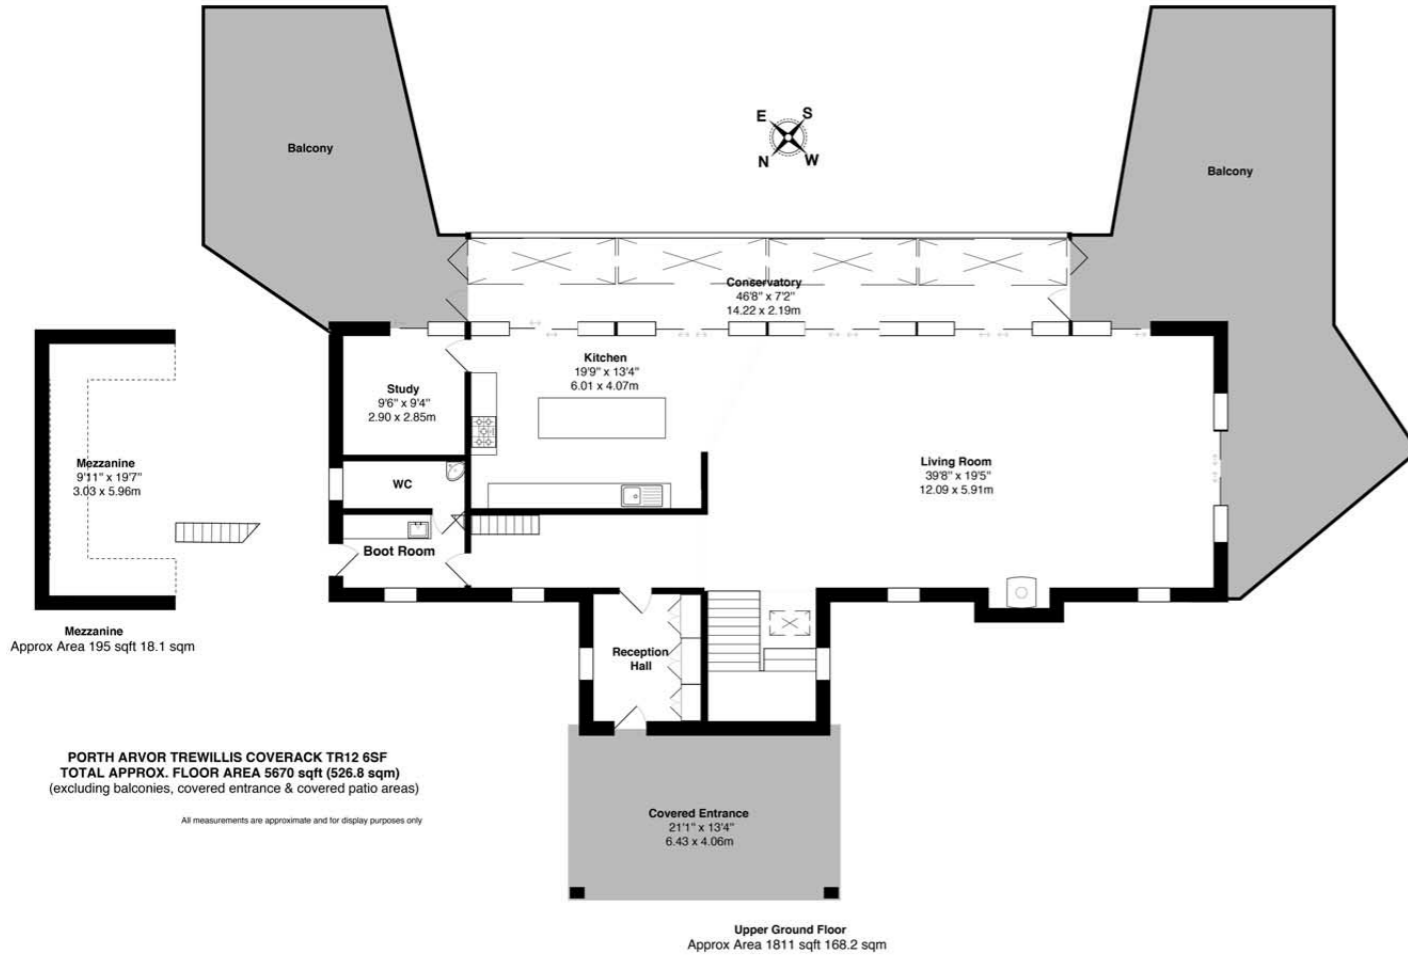 Balcony
E S
N W
Balcony
Conservatory
46'8" x 7'2"
14.22 x 2.19m
Kitchen
19'9" x 13'4"
6.01 x 4.07m
Study
9'6" x 9'4"
2.90 x 2.85m
Mezzanine
9'11" x 19'7"
3.03 x 5.96m
WC
Living Room
39'8" x 19'5"
12.09 x 5.91m
Boot Room
Mezzanine
Approx Area 195 sqft 18.1 sqm
Reception
Hall
PORTH ARVOR TREWILLIS COVERACK TR12 6SF
TOTAL APPROX. FLOOR AREA 5670 sqft (526.8 sqm)
(excluding balconies, covered entrance & covered patio areas)
All measurements are approximate and for display purposes only
Covered Entrance
21'1" x 13'4"
6.43 x 4.06m
Upper Ground Floor
Approx Area 1811 sqft 168.2 sqm